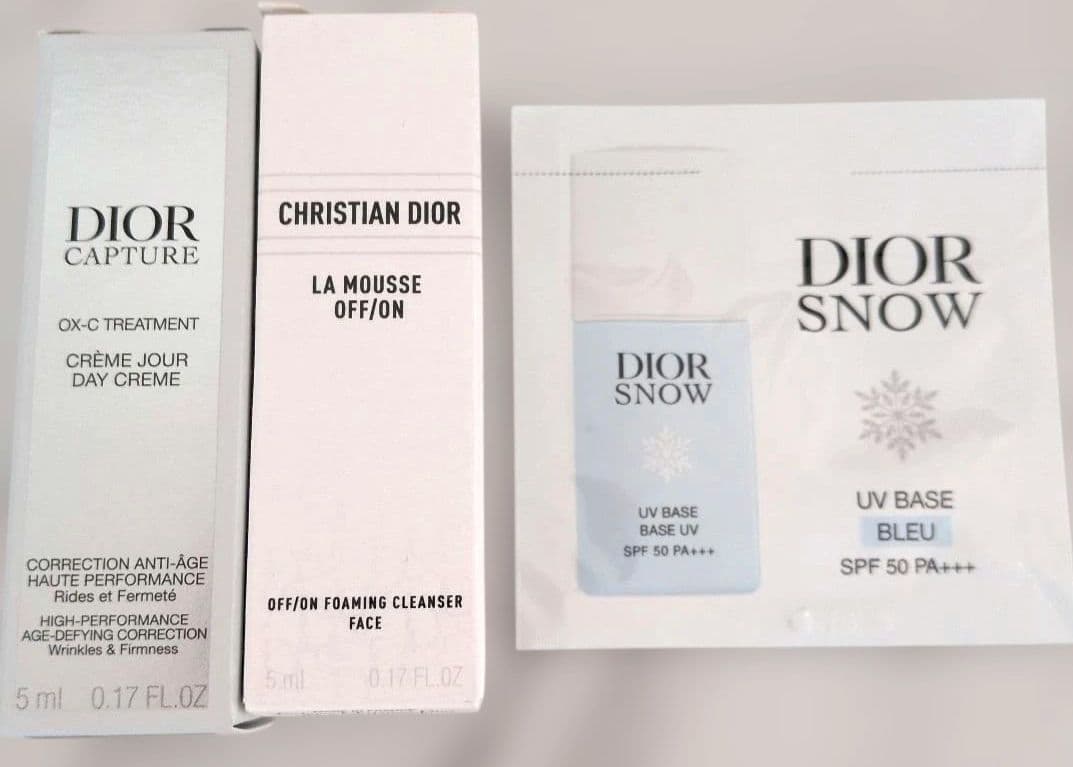 DIOR
CAPTURE
OX-C TREATMENT
CRÈME JOUR
DAY CREME
CORRECTION ANTI-ÂGE
HAUTE PERFORMANCE
Rides et Fermeté
HIGH-PERFORMANCE
AGE-DEFYING CORRECTION
Wrinkles & Firmness
5 ml 0.17 FL.OZ
CHRISTIAN DIOR
LA MOUSSE
OFF/ON
OFF/ON FOAMING CLEANSER
FACE
5 ml 0.17 FL.OZ
DIOR
SNOW
UV BASE
BASE UV
SPF 50 PA+++
DIOR
SNOW
UV BASE
BLEU
SPF 50 PA+++